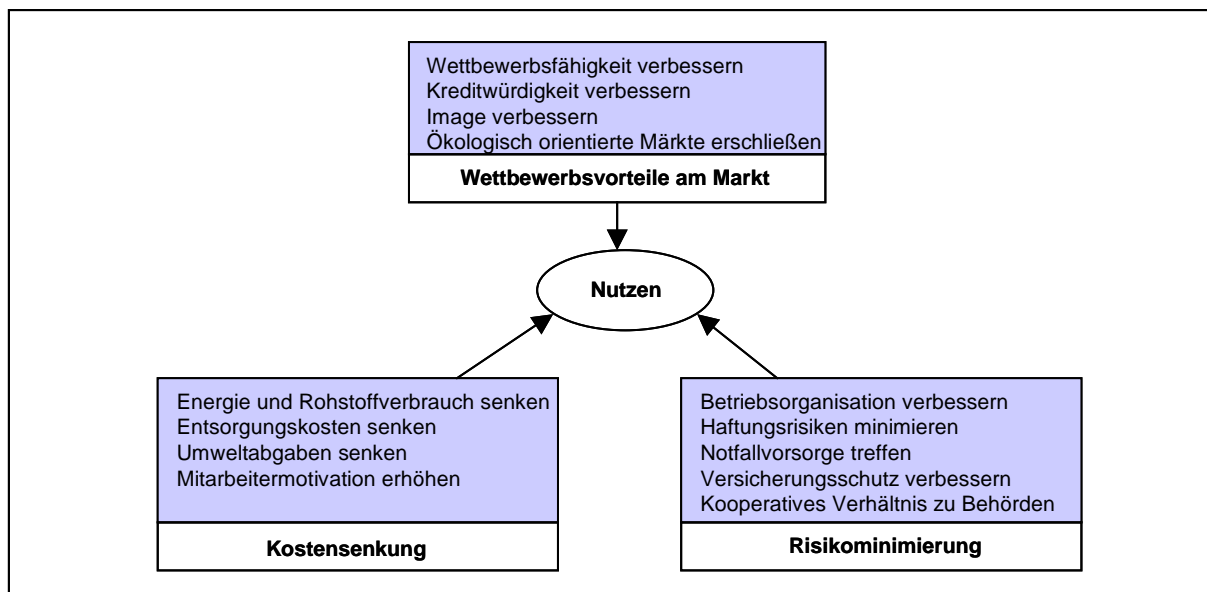 Wettbewerbsfähigkeit verbessern
Kreditwürdigkeit verbessern
Image verbessern
Ökologisch orientierte Märkte erschließen
Wettbewerbsvorteile am Markt
Nutzen
Energie und Rohstoffverbrauch senken
Entsorgungskosten senken
Umweltabgaben senken
Mitarbeitermotivation erhöhen
Kostensenkung
Betriebsorganisation verbessern
Haftungsrisiken minimieren
Notfallvorsorge treffen
Versicherungsschutz verbessern
Kooperatives Verhältnis zu Behörden
Risikominimierung